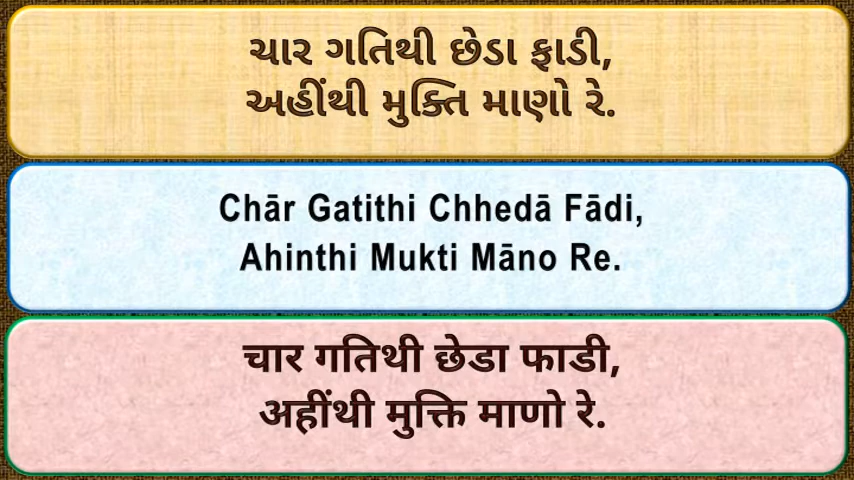 ચાર ગતિથી છેડા ફાડી,
અહીંથી મુક્તિ માણો રે.
Chār Gatithi Chhedā Fādi,
Ahinthi Mukti Māno Re.
चार गतिथी छेडा फाडी,
अहींथी मुक्ति माणो रे.